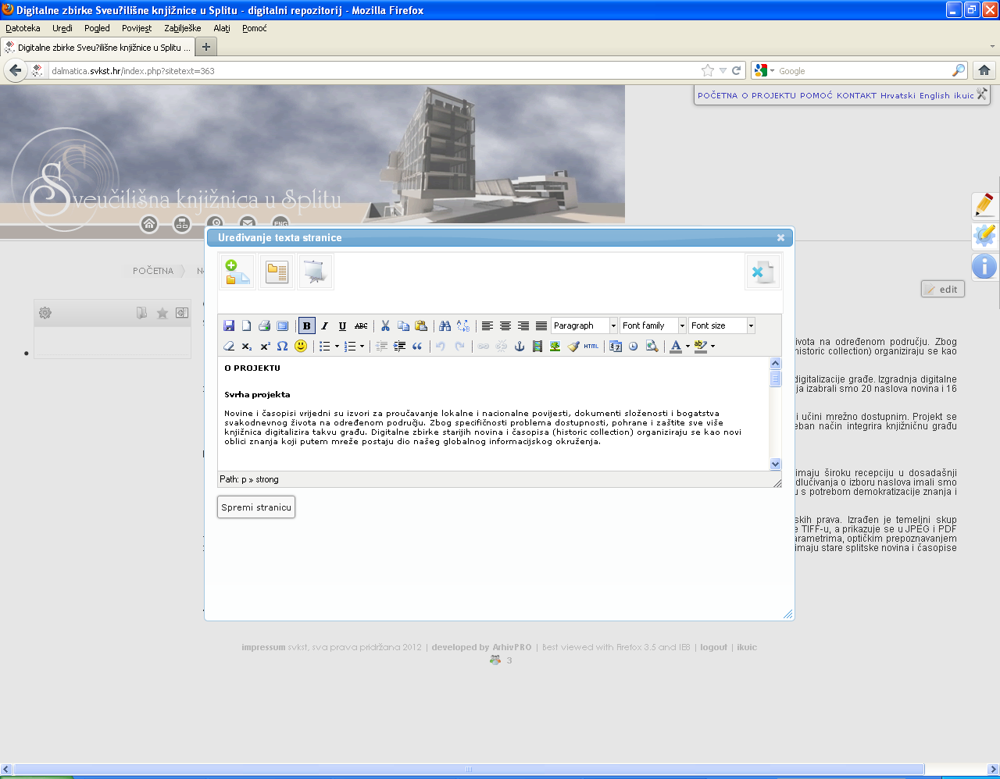 Digitalne zbirke Sveu?ilišne knjižnice u Splitu - digitalni repozitorij - Mozilla Firefox
Datoteka Uredi Pogled Povijest Zabilješke Alati Pomoć
Digitalne zbirke Sveu?ilišne knjižnice u Splitu ...
dalmatica.svkst.hr/index.php?sitetext=363
Google
POČETNA O PROJEKTU POMOĆ KONTAKT Hrvatski English ikuic
Sveučilišna knjižnica u Splitu
ENG
Uređivanje texta stranice
POČETNA
edit
Paragraph
Font family
Font size
HTML
O PROJEKTU
Svrha projekta
Novine i časopisi vrijedni su izvori za proučavanje lokalne i nacionalne povijesti, dokumenti složenosti i bogatstva
svakodnevnog života na određenom području. Zbog specifičnosti problema dostupnosti, pohrane i zaštite sve više
knjižnica digitalizira takvu građu. Digitalne zbirke starijih novina i časopisa (historic collection) organiziraju se kao novi
oblici znanja koji putem mreže postaju dio našeg globalnog informacijskog okruženja.
Path: p » strong
Spremi stranicu
ivota na određenom području. Zbog
historic collection) organiziraju se kao
digitalizacije građe. Izgradnja digitalne
ja izabrali smo 20 naslova novina i 16
i učini mrežno dostupnim. Projekt se
eban način integrira knjižničnu građu
imaju široku recepciju u dosadašnji
dlučivanja o izboru naslova imali smo
u s potrebom demokratizacije znanja i
skih prava. Izrađen je temeljni skup
e TIFF-u, a prikazuje se u JPEG i PDF
arametrima, optičkim prepoznavanjem
imaju stare splitske novina i časopise
impressum svkst, sva prava pridržana 2012 | developed by ArhivPRO | Best viewed with Firefox 3.5 and IE8 | logout | ikuic
3